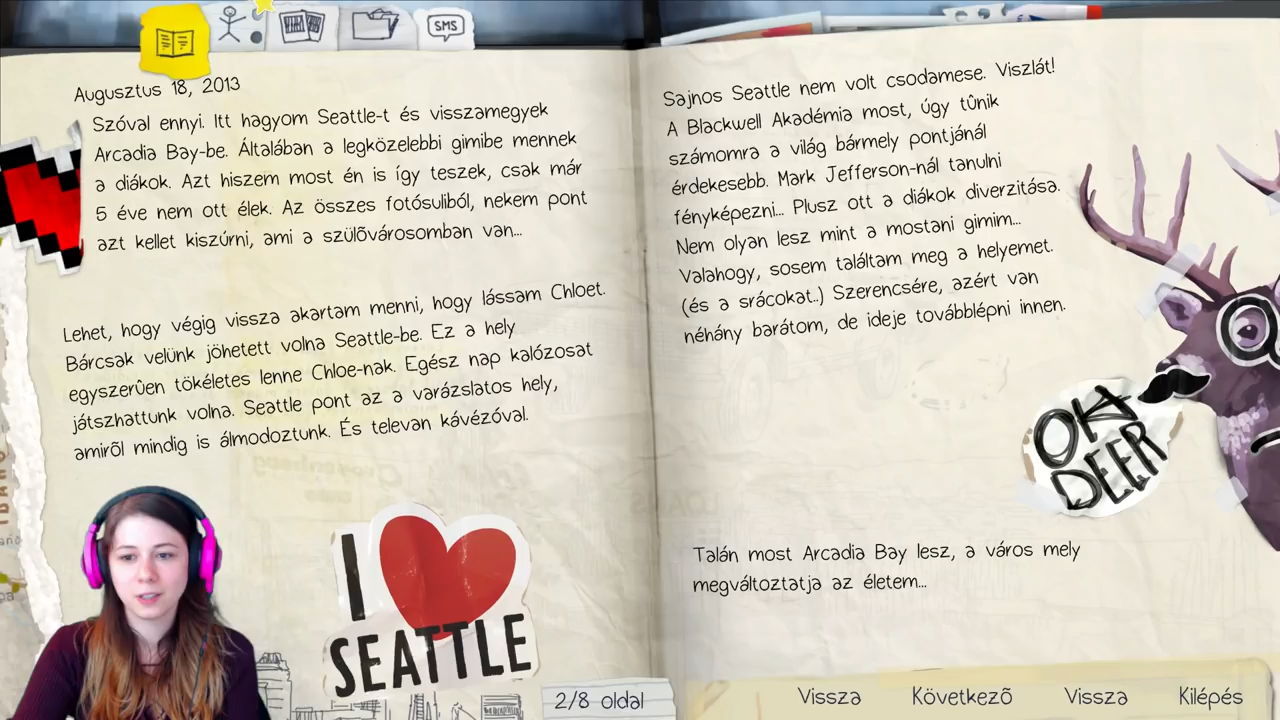 SMS
Augusztus 18, 2013
Szóval ennyi. Itt hagyom Seattle-t és visszamegyek
Arcadia Bay-be. Általában a legközelebbi gimibe mennek
a diákok. Azt hiszem most én is így teszek, csak már
5 éve nem ott élek. Az összes fotósuliból, nekem pont
azt kellet kiszúrni, ami a szülõvárosomban van...
Lehet, hogy végig vissza akartam menni, hogy lássam Chloet.
Bárcsak velünk jöhetett volna Seattle-be. Ez a hely
egyszerûen tökéletes lenne Chloe-nak. Egész nap kalózosat
játszhattunk volna. Seattle pont az a varázslatos hely,
amirõl mindig is álmodoztunk. És televan kávézóval.
I
SEATTLE
2/8 oldal
Sajnos Seattle nem volt csodamese. Viszlát!
A Blackwell Akadémia most, úgy tûnik
számomra a világ bármely pontjánál
érdekesebb. Mark Jefferson-nál tanulni
fényképezni... Plusz ott a diákok diverzitása.
Nem olyan lesz mint a mostani gimim...
Valahogy, sosem találtam meg a helyemet.
(és a srácokat..) Szerencsére, azért van
néhány barátom, de ideje továbblépni innen.
OH
DEER
Talán most Arcadia Bay lesz, a város mely
megváltoztatja az életem...
Vissza Következõ Vissza Kilépés